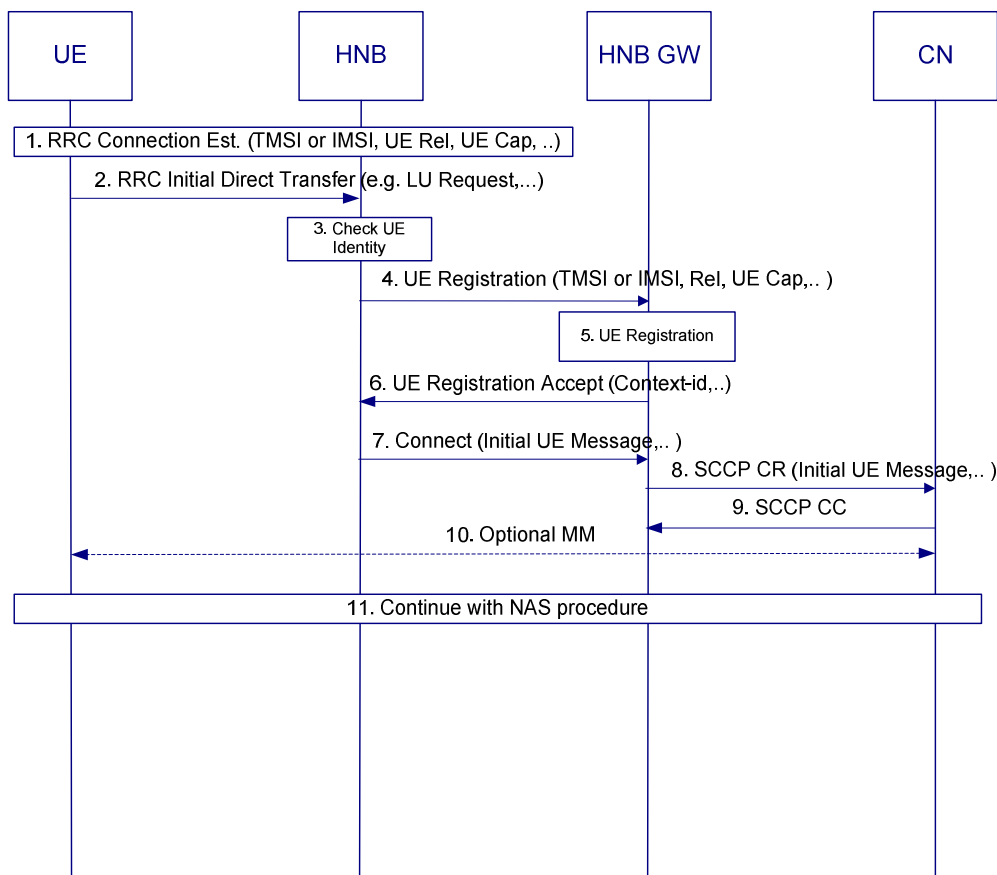 UE
HNB
HNB GW
CN
1. RRC Connection Est. (TMSI or IMSI, UE Rel, UE Cap, ..)
2. RRC Initial Direct Transfer (e.g. LU Request,...)
3. Check UE
Identity
4. UE Registration (TMSI or IMSI, Rel, UE Cap,.. )
5. UE Registration
6. UE Registration Accept (Context-id,..)
7. Connect (Initial UE Message,.. )
8. SCCP CR (Initial UE Message,.. )
9. SCCP CC
10. Optional MM
11. Continue with NAS procedure